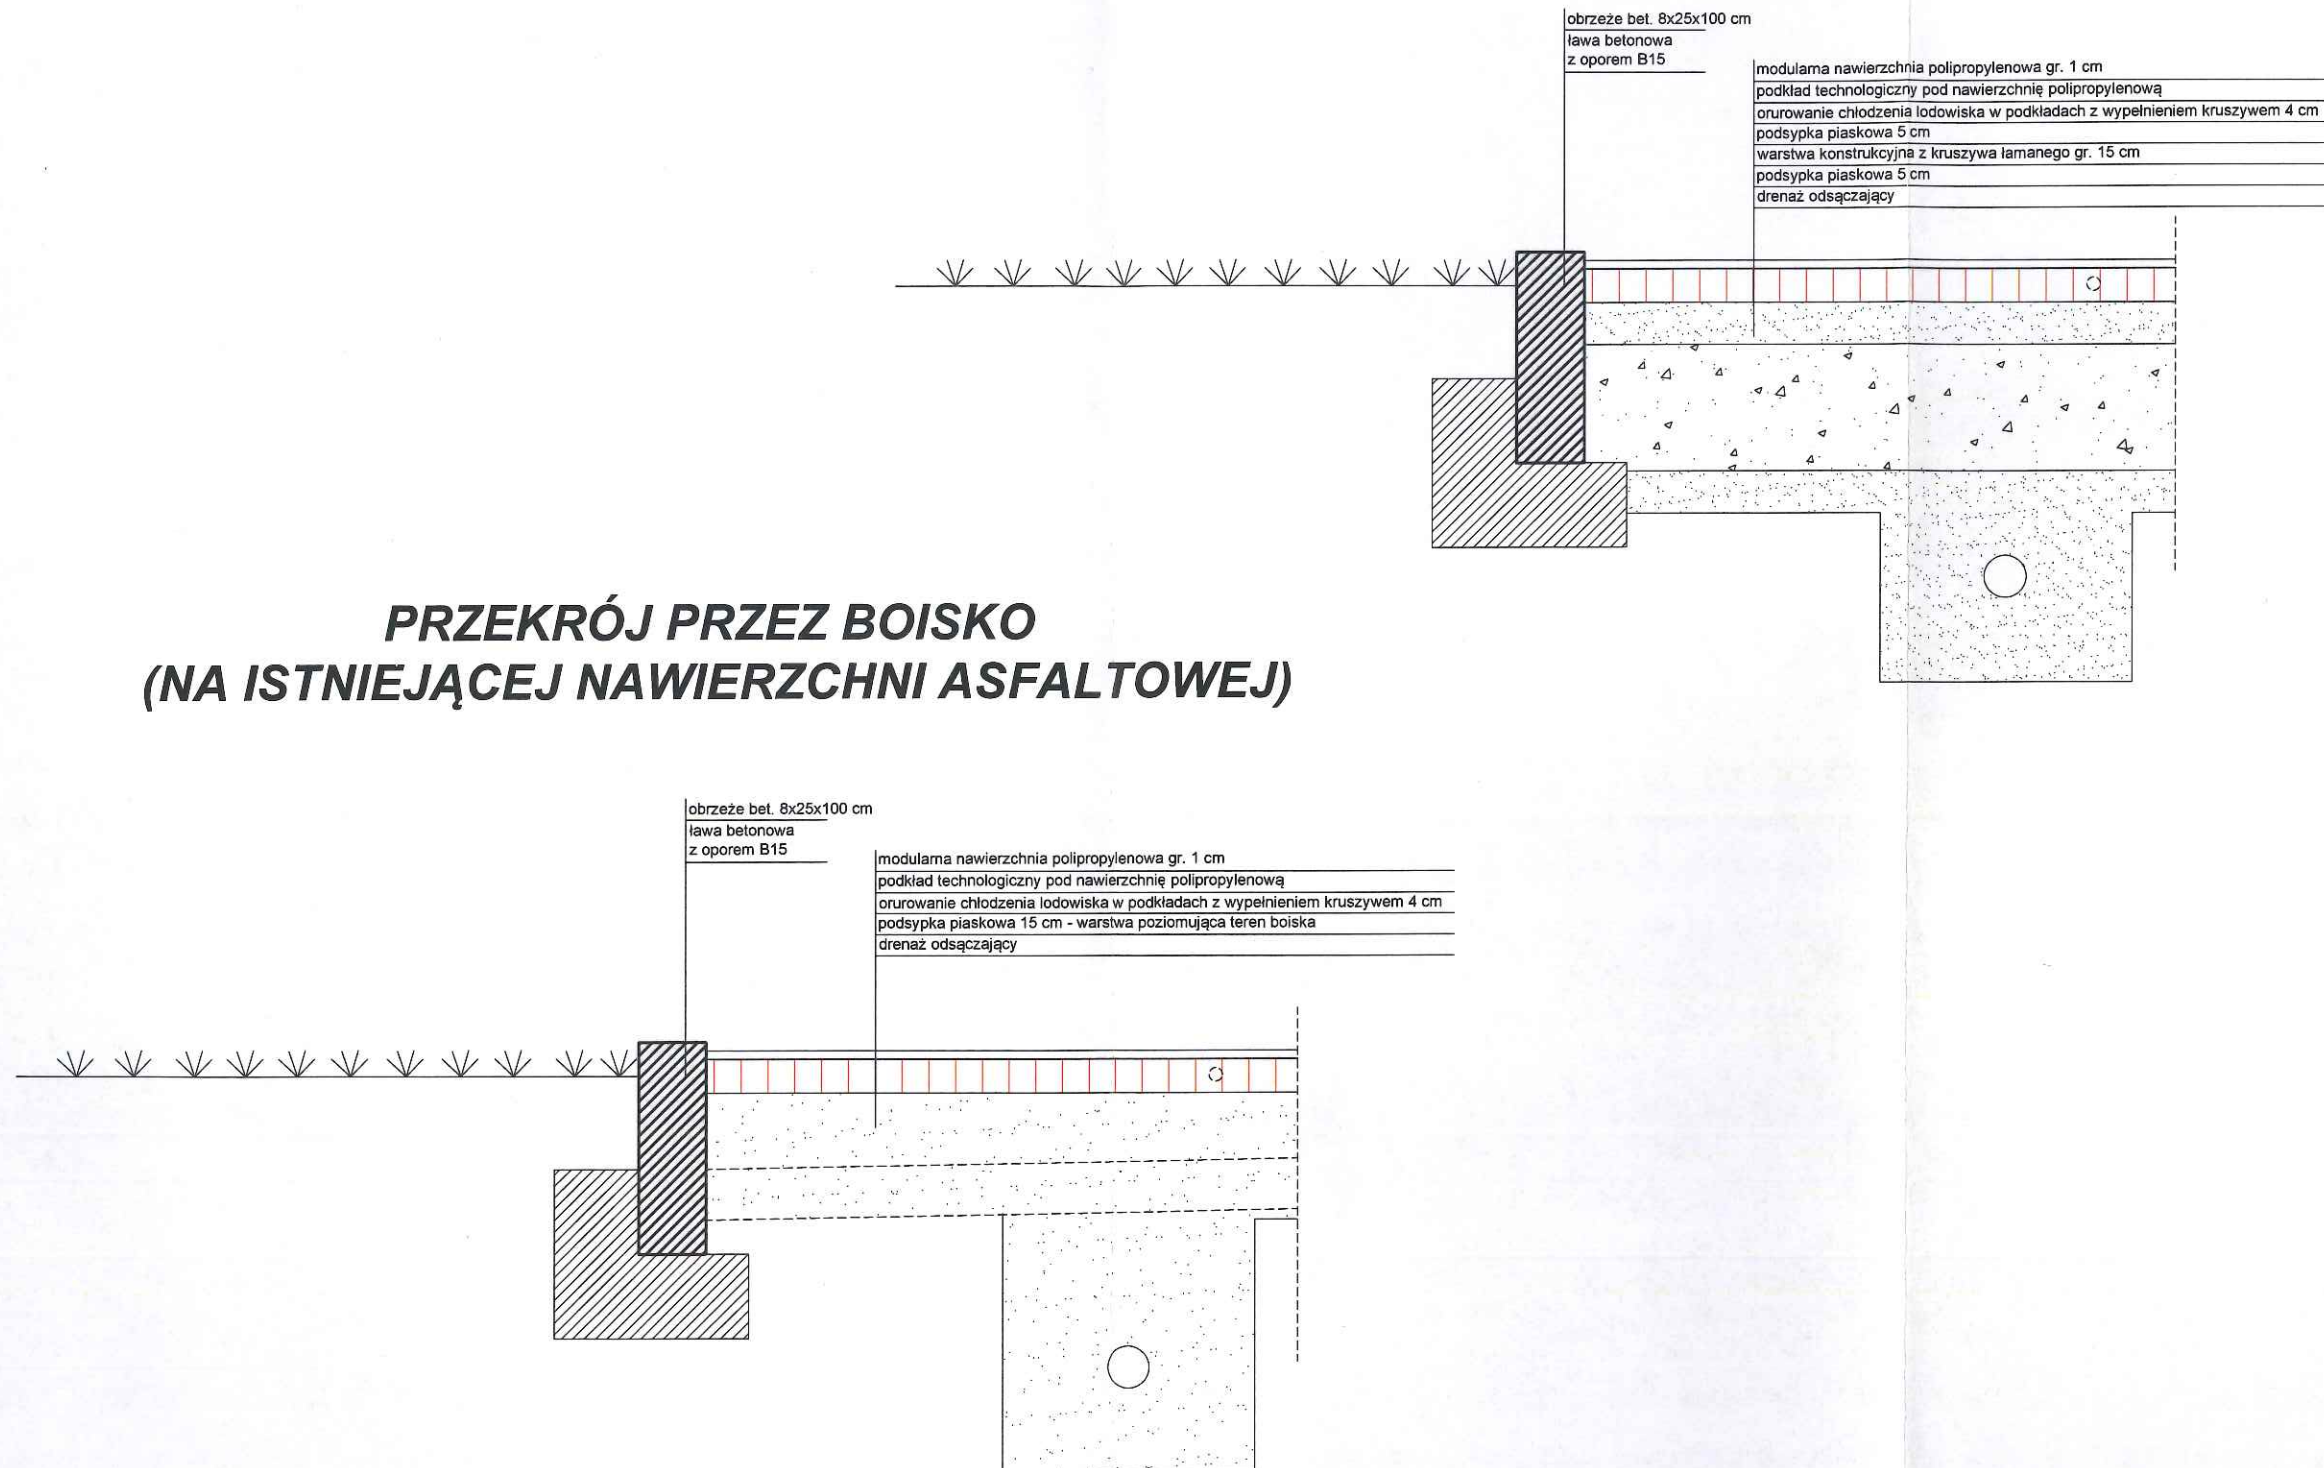 obrzeże bet. 8x25x100 cm
ława betonowa
z oporem B15
modularna nawierzchnia polipropylenowa gr. 1 cm
podkład technologiczny pod nawierzchnię polipropylenową
orurowanie chłodzenia lodowiska w podkładach z wypełnieniem kruszywem 4 cm
podsypka piaskowa 5 cm
warstwa konstrukcyjna z kruszywa łamanego gr. 15 cm
podsypka piaskowa 5 cm
drenaż odsączający
PRZEKRÓJ PRZEZ BOISKO
(NA ISTNIEJĄCEJ NAWIERZCHNI ASFALTOWEJ)
obrzeże bet. 8x25x100 cm
ława betonowa
z oporem B15
modularna nawierzchnia polipropylenowa gr. 1 cm
podkład technologiczny pod nawierzchnię polipropylenową
orurowanie chłodzenia lodowiska w podkładach z wypełnieniem kruszywem 4 cm
podsypka piaskowa 15 cm - warstwa poziomująca teren boiska
drenaż odsączający